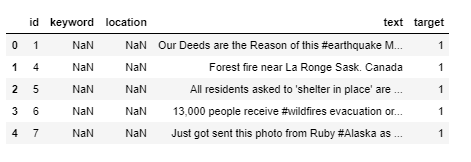 id keyword location text target
0 1 NaN NaN Our Deeds are the Reason of this #earthquake M... 1
1 4 NaN NaN Forest fire near La Ronge Sask. Canada 1
2 5 NaN NaN All residents asked to 'shelter in place' are ... 1
3 6 NaN NaN 13,000 people receive #wildfires evacuation or... 1
4 7 NaN NaN Just got sent this photo from Ruby #Alaska as ... 1